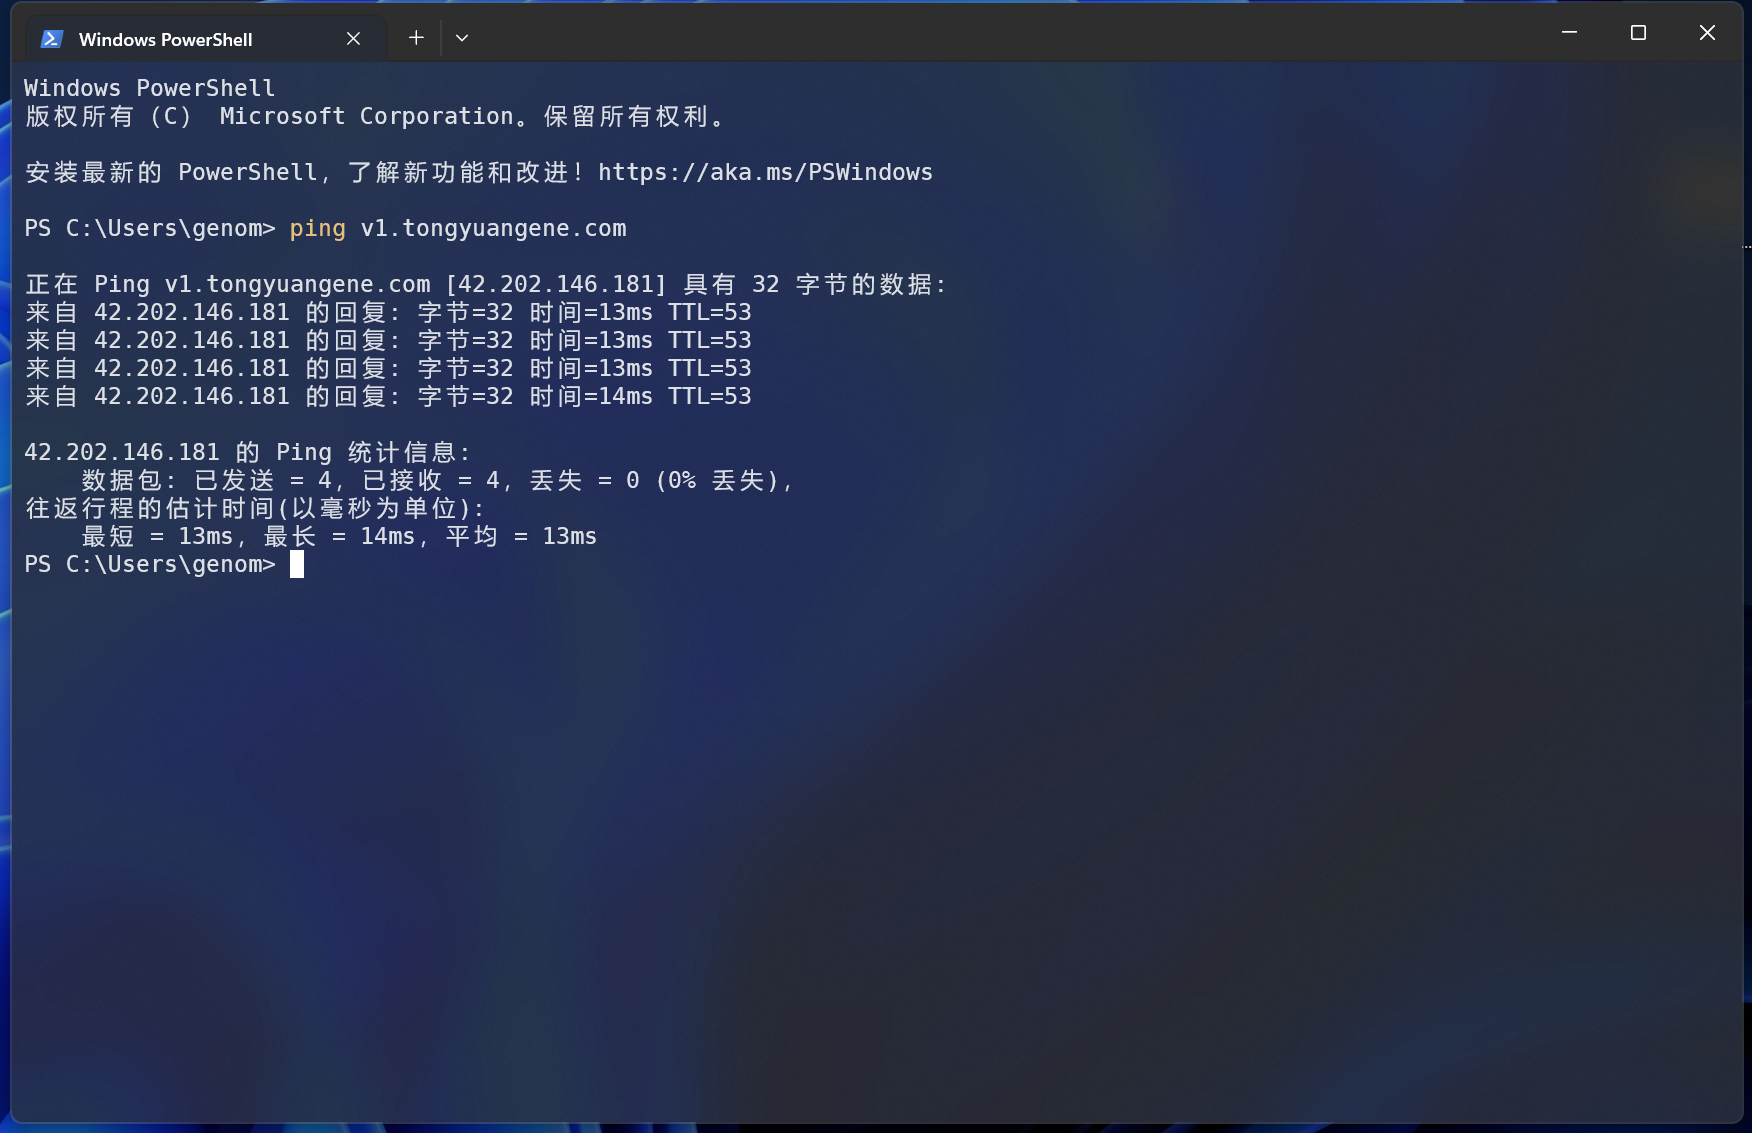 Windows PowerShell
Windows PowerShell
版权所有 (C) Microsoft Corporation。保留所有权利。
安装最新的 PowerShell，了解新功能和改进！https://aka.ms/PSWindows
PS C:\Users\genom> ping v1.tongyuangene.com
正在 Ping v1.tongyuangene.com [42.202.146.181] 具有 32 字节的数据:
来自 42.202.146.181 的回复: 字节=32 时间=13ms TTL=53
来自 42.202.146.181 的回复: 字节=32 时间=13ms TTL=53
来自 42.202.146.181 的回复: 字节=32 时间=13ms TTL=53
来自 42.202.146.181 的回复: 字节=32 时间=14ms TTL=53
42.202.146.181 的 Ping 统计信息:
数据包: 已发送 = 4，已接收 = 4，丢失 = 0 (0% 丢失)，
往返行程的估计时间(以毫秒为单位):
最短 = 13ms，最长 = 14ms，平均 = 13ms
PS C:\Users\genom>